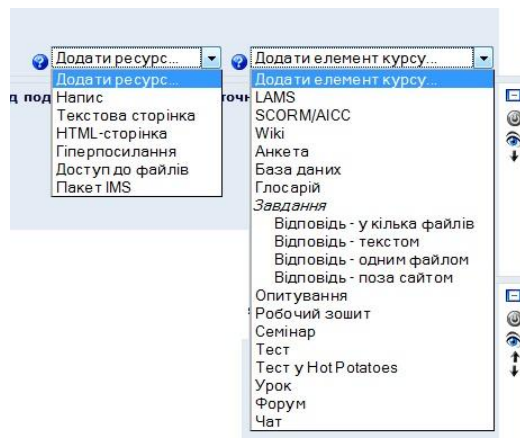 Додати ресурс...
Додати ресурс...
Напис
Текстова сторінка
HTML-сторінка
Гіперпосилання
Доступ до файлів
Пакет IMS
Додати елемент курсу...
Додати елемент курсу...
LAMS
SCORM/AICC
Wiki
Анкета
База даних
Глосарій
Завдання
Відповідь - у кілька файлів
Відповідь - текстом
Відповідь - одним файлом
Відповідь - поза сайтом
Опитування
Робочий зошит
Семінар
Тест
Тест у Hot Potatoes
Урок
Форум
Чат